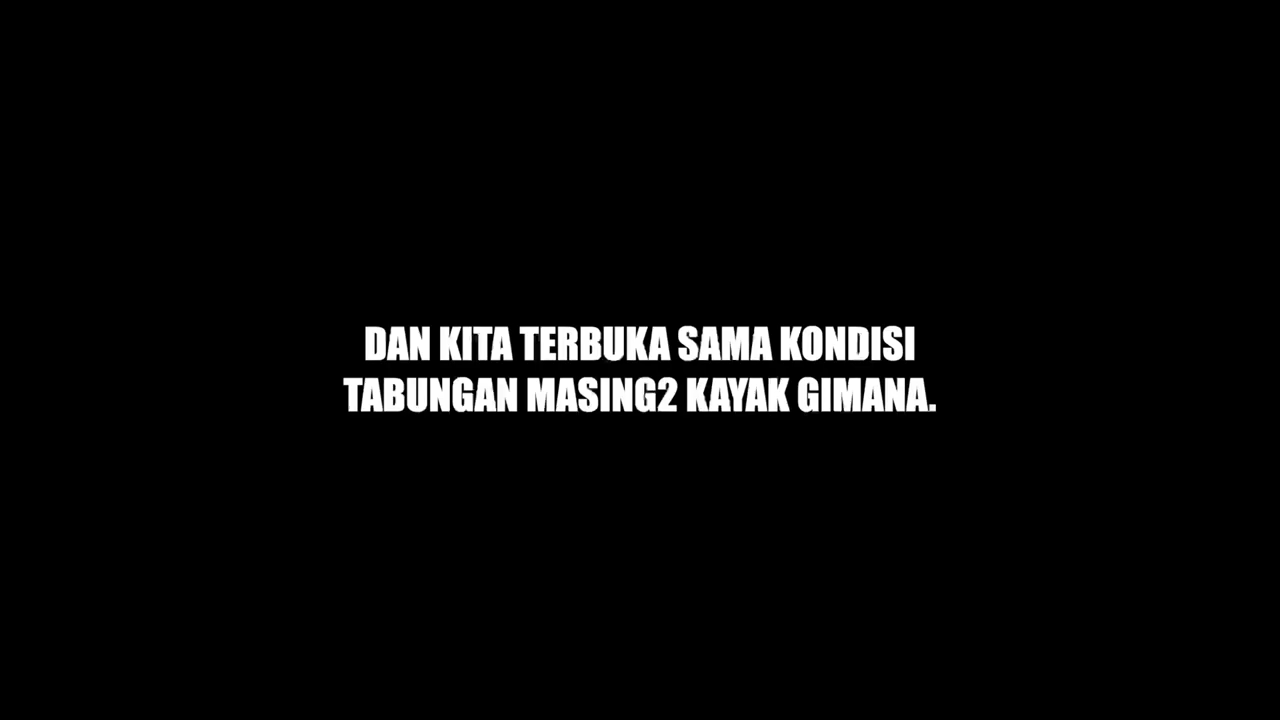 DAN KITA TERBUKA SAMA KONDISI
TABUNGAN MASING2 KAYAK GIMANA.